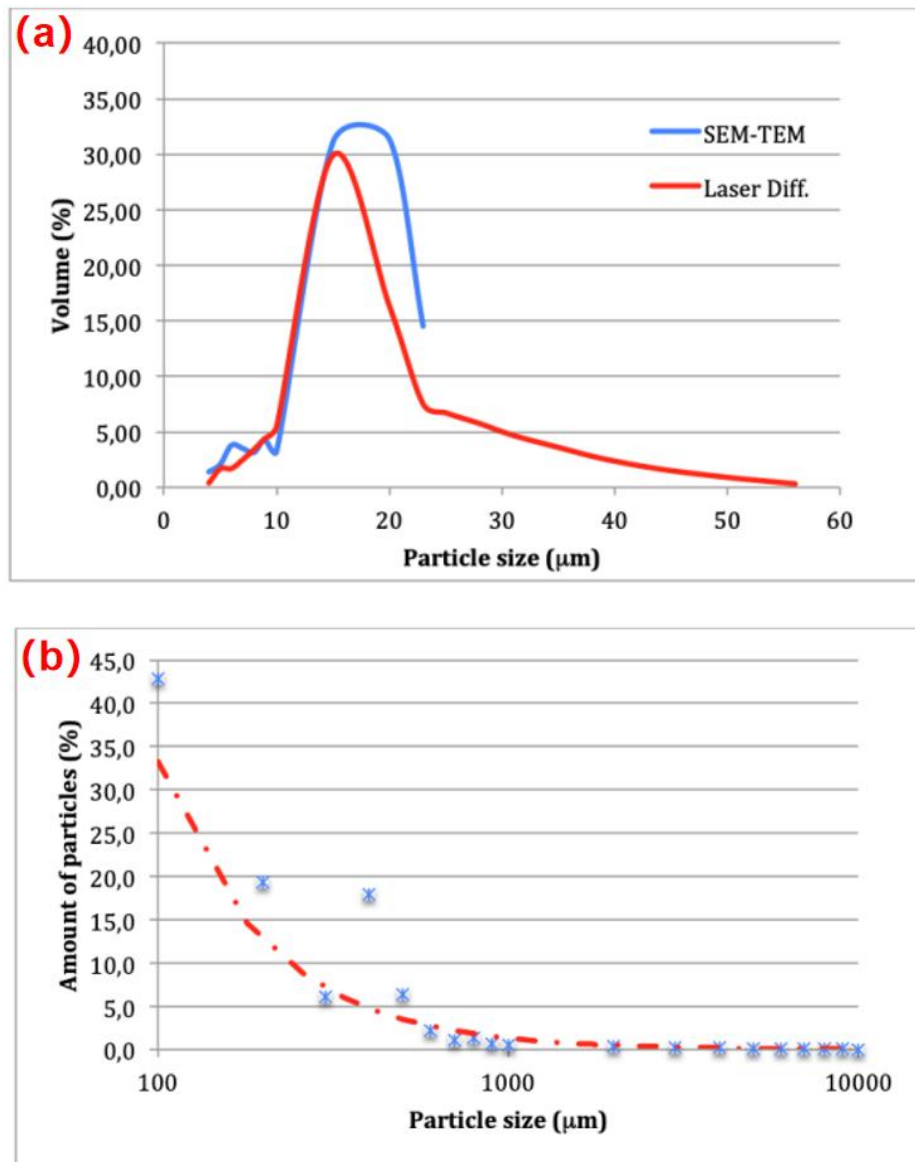 (a)
40,00
35,00
30,00
25,00
20,00
15,00
10,00
5,00
0,00
Volume (%)
SEM-TEM
Laser Diff.
0 10 20 30 40 50 60
Particle size (μm)
(b)
45,0
40,0
35,0
30,0
25,0
20,0
15,0
10,0
5,0
0,0
Amount of particles (%)
100 1000 10000
Particle size (μm)